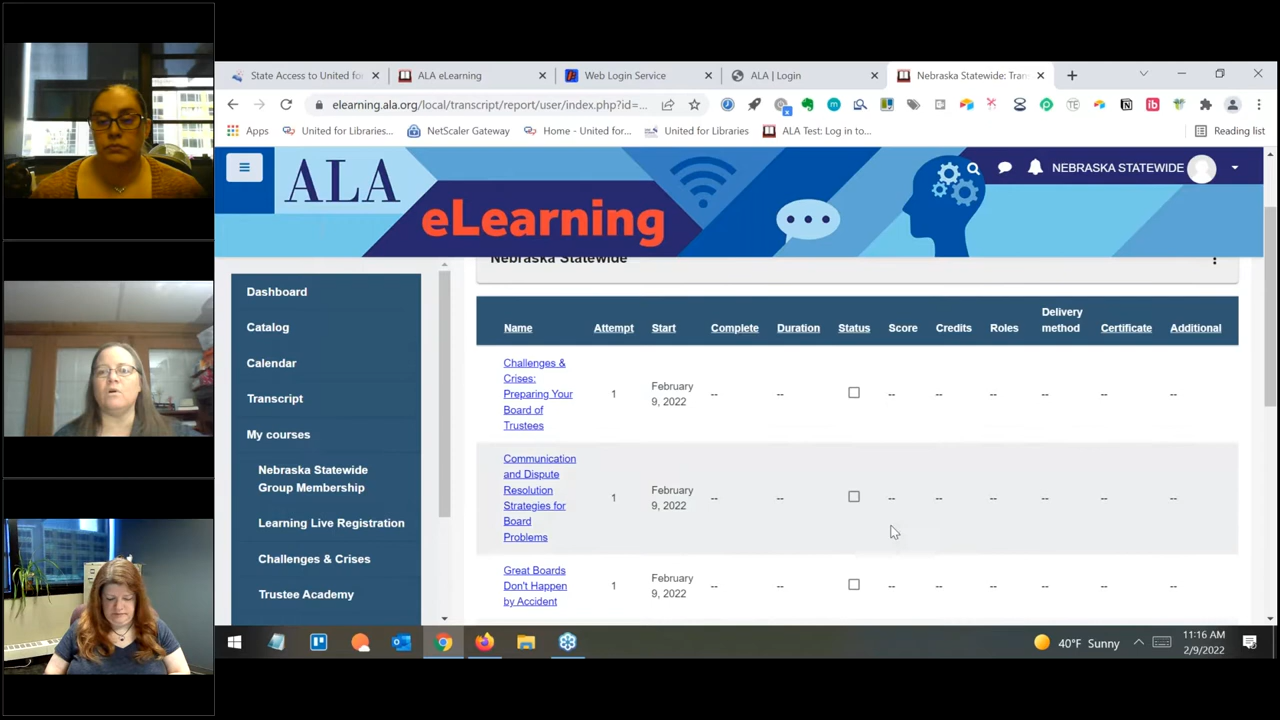 State Access to United fo
ALA eLearning
Web Login Service
ALA | Login
Nebraska Statewide: Tran
elearning.ala.org/local/transcript/report/user/index.php?id=...
Apps
United for Libraries...
NetScaler Gateway
Home - United for...
United for Libraries
ALA Test: Log in to...
Reading list
ALA
eLearning
NEBRASKA STATEWIDE
Dashboard
Catalog
Calendar
Transcript
My courses
Nebraska Statewide
Group Membership
Learning Live Registration
Challenges & Crises
Trustee Academy
Nebraska Statewide
Name
Attempt
Start
Complete
Duration
Status
Score
Credits
Roles
Delivery
method
Certificate
Additional
Challenges &
Crises:
Preparing Your
Board of
Trustees
1
February
9, 2022
--
--
--
--
--
--
--
--
Communication
and Dispute
Resolution
Strategies for
Board
Problems
1
February
9, 2022
--
--
--
--
--
--
--
--
Great Boards
Don't Happen
by Accident
1
February
9, 2022
--
--
--
--
--
--
--
--
40°F Sunny
11:16 AM
2/9/2022